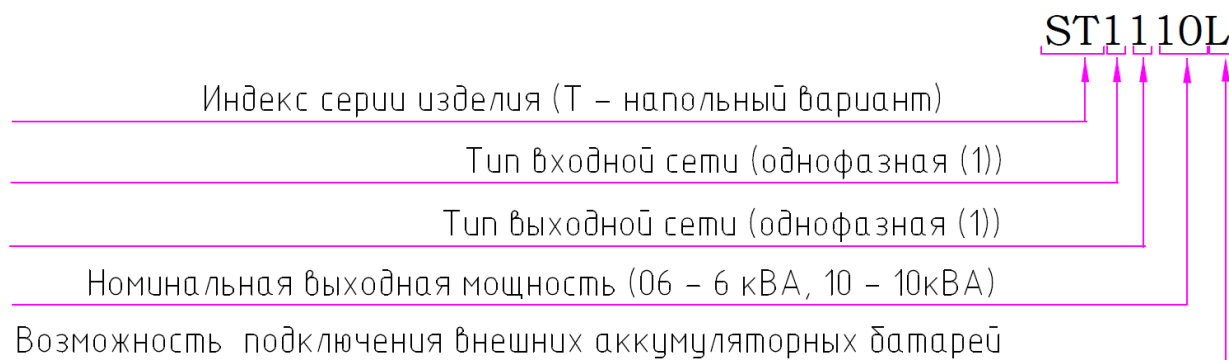 ST1110L
Индекс серии изделия (Т – напольный вариант)
Тип входной сети (однофазная (1))
Тип выходной сети (однофазная (1))
Номинальная выходная мощность (06 – 6 кВА, 10 – 10кВА)
Возможность подключения внешних аккумуляторных батарей